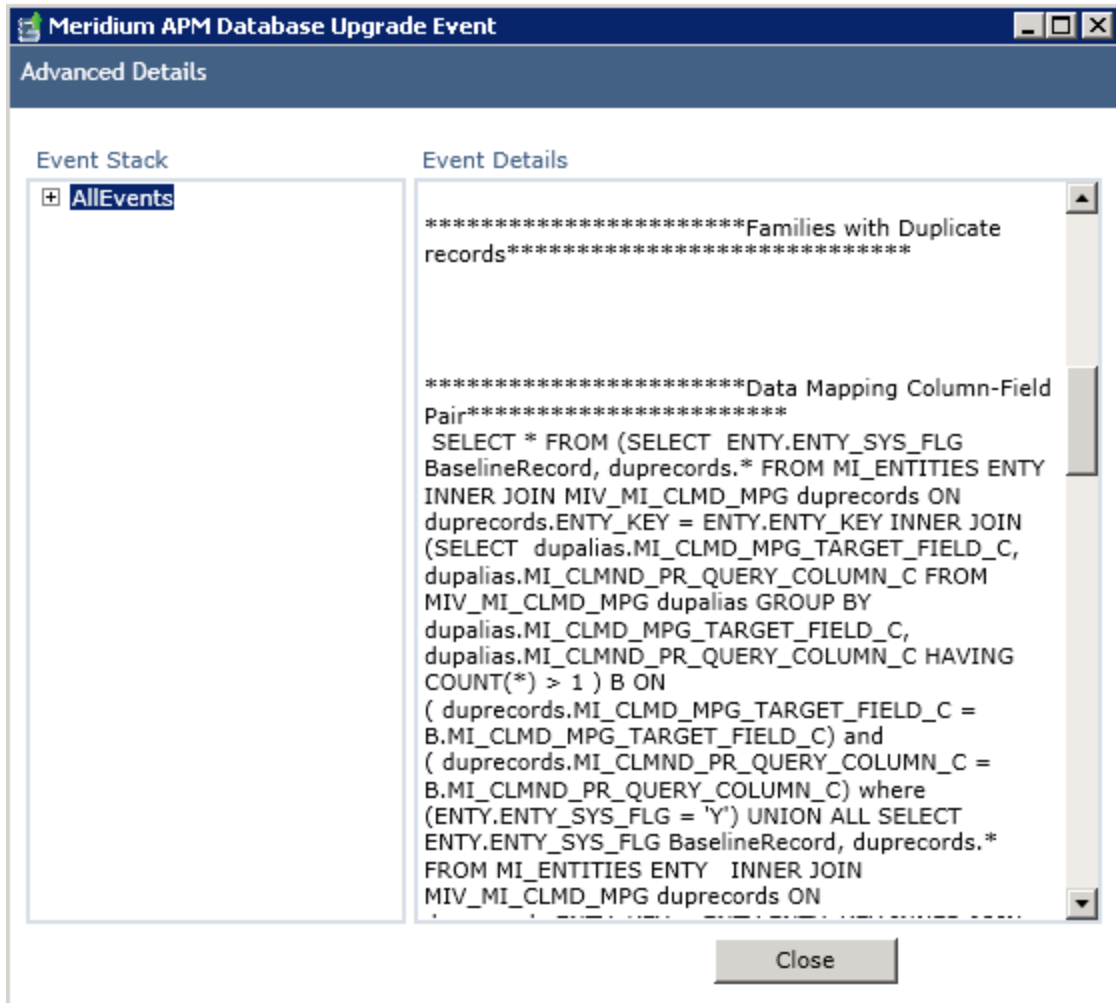 Meridium APM Database Upgrade Event
Advanced Details
Event Stack
Event Details
AllEvents
***********************Families with Duplicate
records*****************************
***********************Data Mapping Column-Field
Pair***********************
SELECT * FROM (SELECT  ENTY.ENTY_SYS_FLG
BaselineRecord, duprecords.* FROM MI_ENTITIES ENTY
INNER JOIN MIV_MI_CLMD_MPG duprecords ON
duprecords.ENTY_KEY = ENTY.ENTY_KEY INNER JOIN
(SELECT  dupalias.MI_CLMD_MPG_TARGET_FIELD_C,
dupalias.MI_CLMND_PR_QUERY_COLUMN_C FROM
MIV_MI_CLMD_MPG dupalias GROUP BY
dupalias.MI_CLMD_MPG_TARGET_FIELD_C,
dupalias.MI_CLMND_PR_QUERY_COLUMN_C HAVING
COUNT(*) > 1 ) B ON
( duprecords.MI_CLMD_MPG_TARGET_FIELD_C =
B.MI_CLMD_MPG_TARGET_FIELD_C) and
( duprecords.MI_CLMND_PR_QUERY_COLUMN_C =
B.MI_CLMND_PR_QUERY_COLUMN_C) where
(ENTY.ENTY_SYS_FLG = 'Y') UNION ALL SELECT
ENTY.ENTY_SYS_FLG BaselineRecord, duprecords.*
FROM MI_ENTITIES ENTY   INNER JOIN
MIV_MI_CLMD_MPG duprecords ON
Close